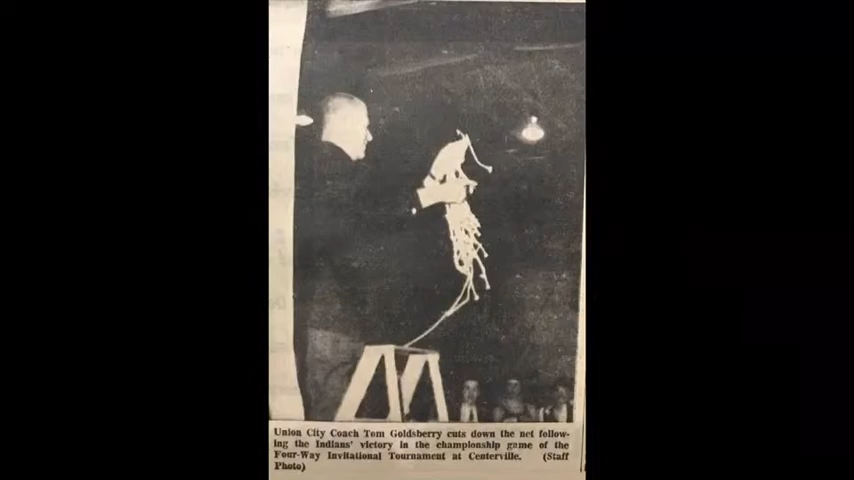 Union City Coach Tom Goldsberry cuts down the net follow-
ing the Indians' victory in the championship game of the
Four-Way Invitational Tournament at Centerville. (Staff
Photo)